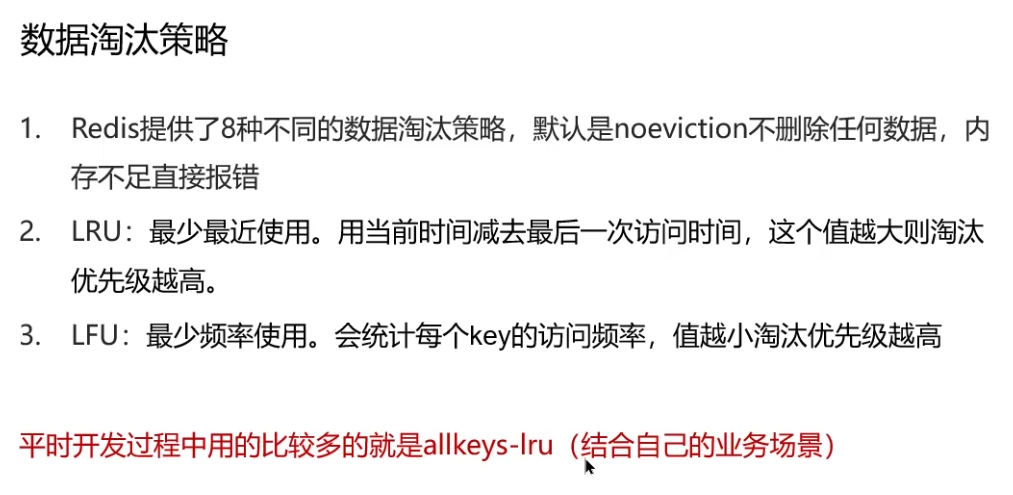 数据淘汰策略
1. Redis提供了8种不同的数据淘汰策略，默认是noeviction不删除任何数据，内
存不足直接报错
2. LRU：最少最近使用。用当前时间减去最后一次访问时间，这个值越大则淘汰
优先级越高。
3. LFU：最少频率使用。会统计每个key的访问频率，值越小淘汰优先级越高
平时开发过程中用的比较多的就是allkeys-lru（结合自己的业务场景）